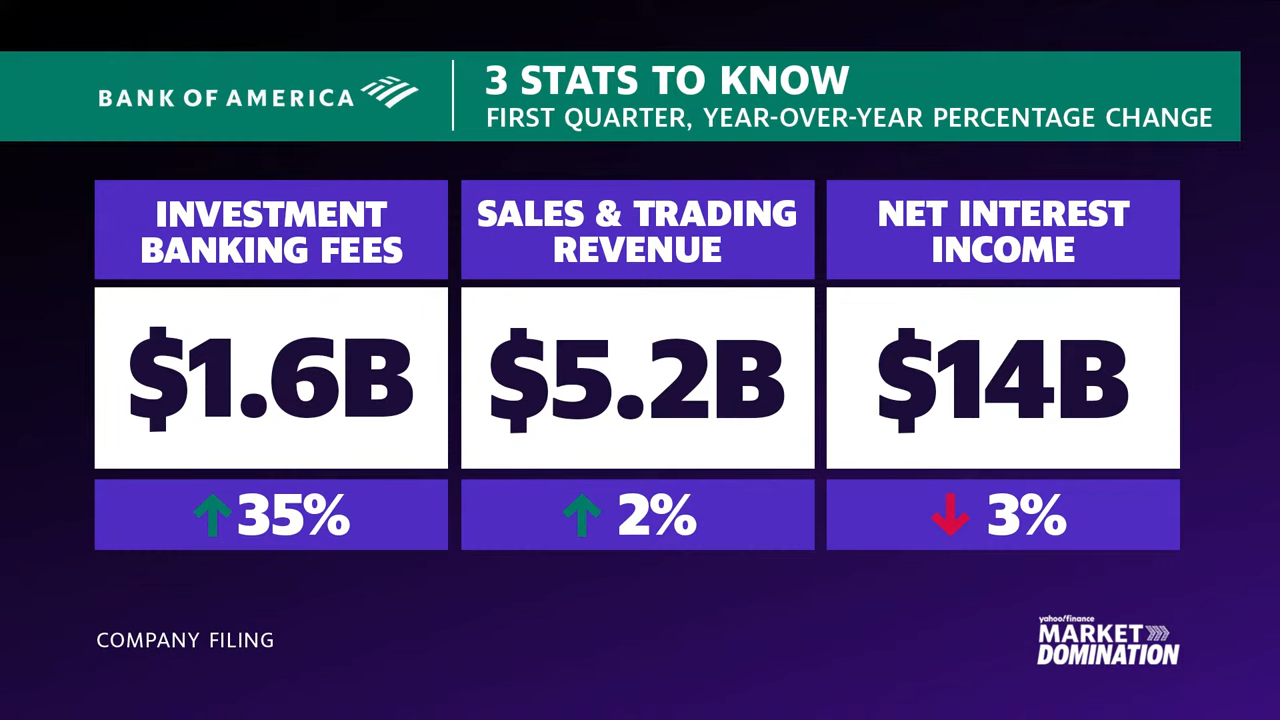 BANK OF AMERICA
3 STATS TO KNOW
FIRST QUARTER, YEAR-OVER-YEAR PERCENTAGE CHANGE
INVESTMENT
BANKING FEES
SALES & TRADING
REVENUE
NET INTEREST
INCOME
$1.6B
$5.2B
$14B
35%
2%
3%
COMPANY FILING
yahoo!finance
MARKET
DOMINATION